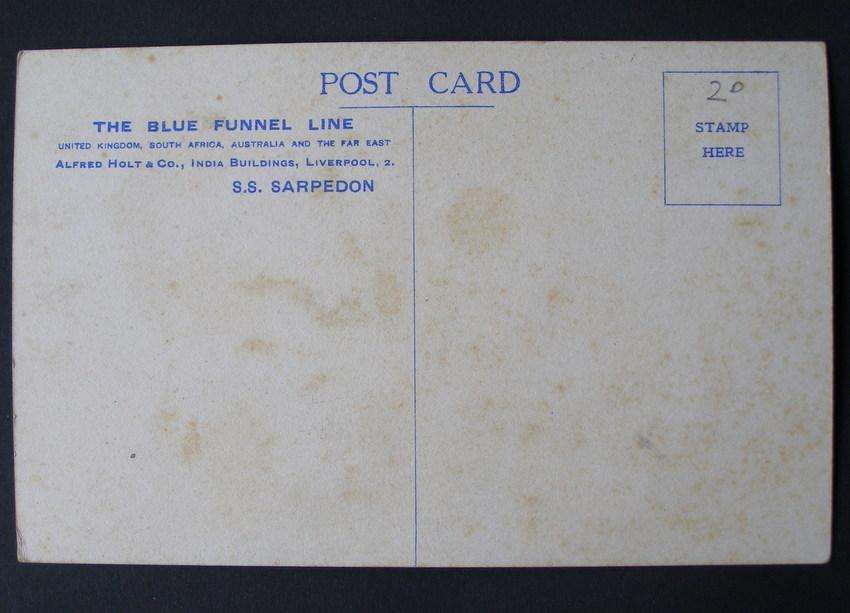 POST CARD
THE BLUE FUNNEL LINE
UNITED KINGDOM, SOUTH AFRICA, AUSTRALIA AND THE FAR EAST
ALFRED HOLT & CO., INDIA BUILDINGS, LIVERPOOL, 2.
S.S. SARPEDON
20
STAMP
HERE